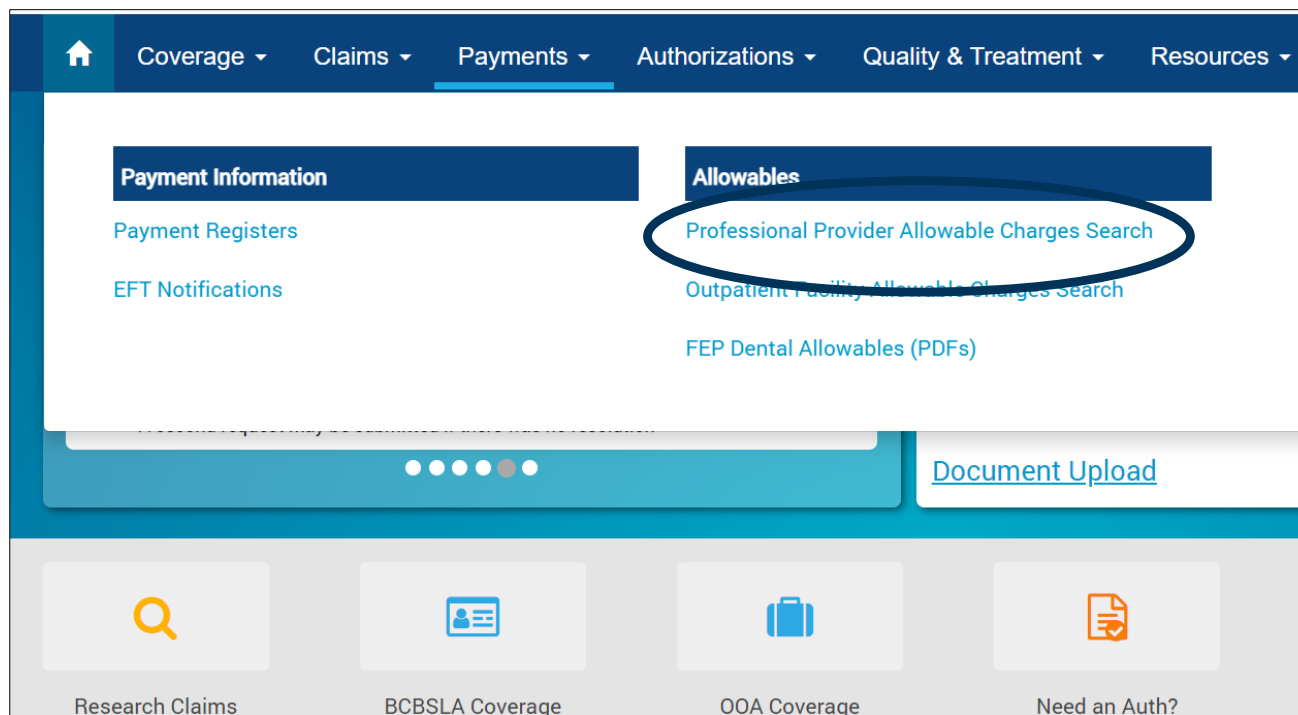 Coverage Claims Payments Authorizations Quality & Treatment Resources
Payment Information
Payment Registers
EFT Notifications
Allowables
Professional Provider Allowable Charges Search
Outpatient Facility Allowable Charges Search
FEP Dental Allowables (PDFs)
Document Upload
Research Claims
BCBSLA Coverage
OOA Coverage
Need an Auth?